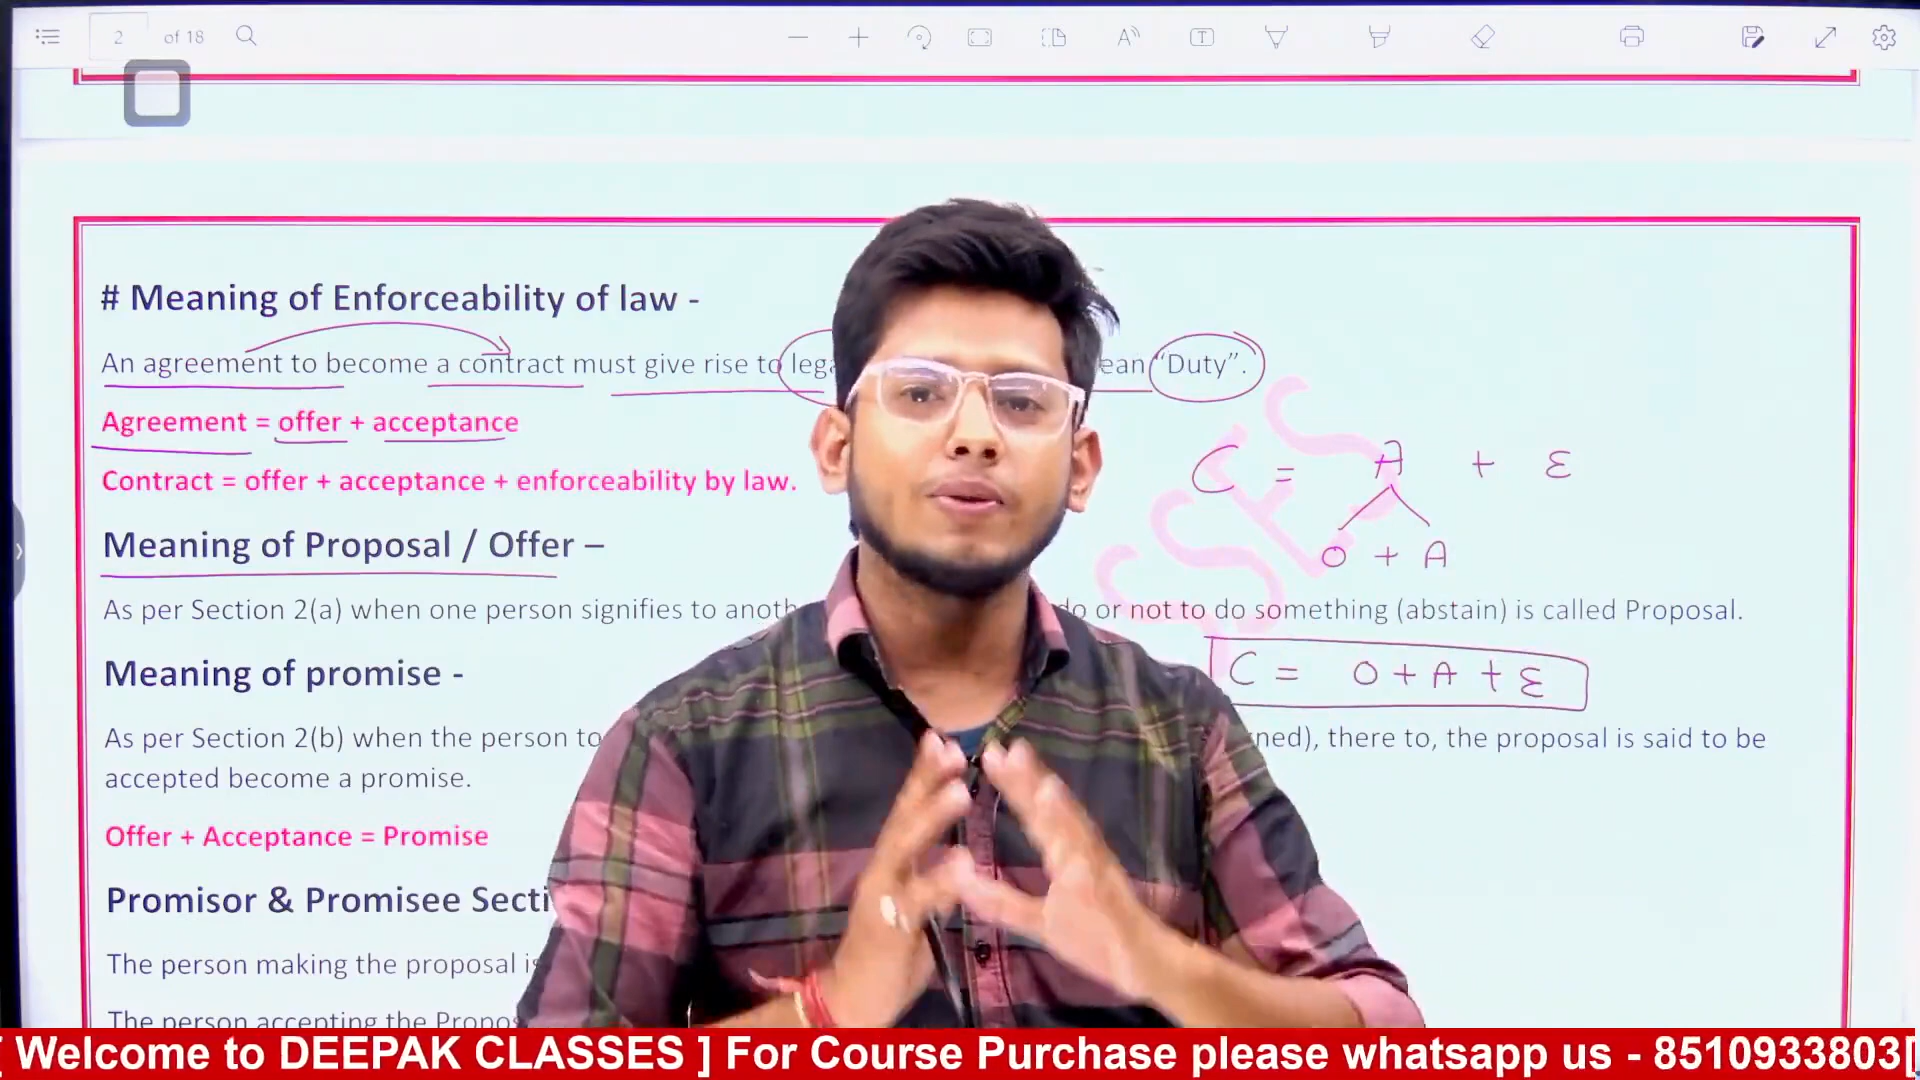 2 of 18
# Meaning of Enforceability of law -
An agreement to become a contract must give rise to lega ean "Duty".
Agreement = offer + acceptance
C = A + E
Contract = offer + acceptance + enforceability by law.
O + A
Meaning of Proposal / Offer –
As per Section 2(a) when one person signifies to anoth do or not to do something (abstain) is called Proposal.
Meaning of promise -
C = O + A + E
As per Section 2(b) when the person to ned), there to, the proposal is said to be
accepted become a promise.
Offer + Acceptance = Promise
Promisor & Promisee Secti
The person making the proposal is
The person accepting the Propos
[ Welcome to DEEPAK CLASSES ] For Course Purchase please whatsapp us - 8510933803[